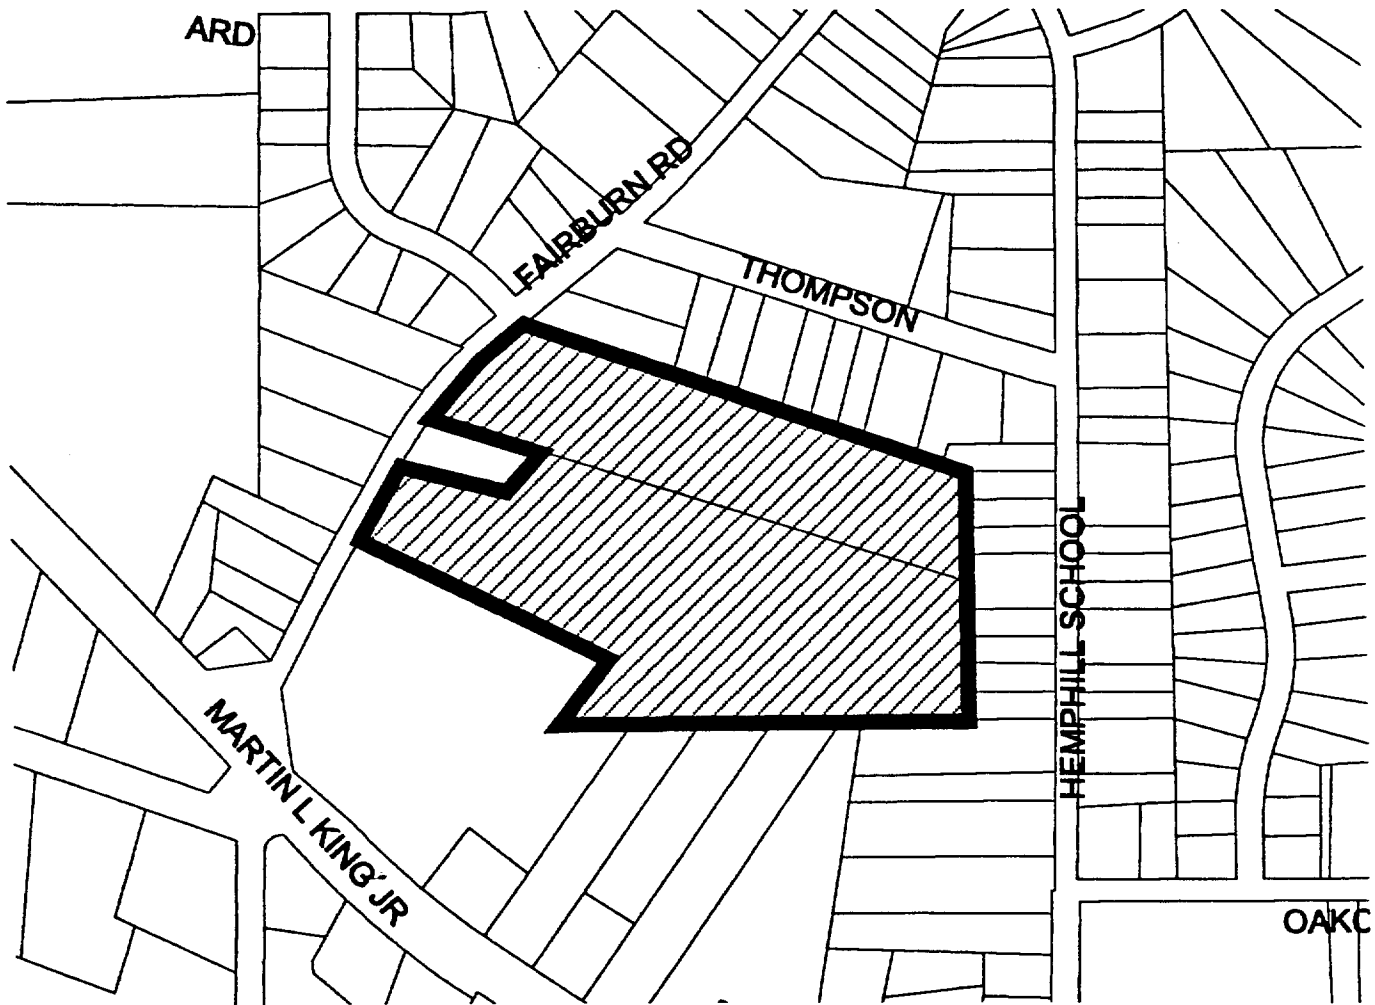 ARD
FAIRBURN RD
THOMPSON
HEMPHILL SCHOOL
MARTIN L KING JR
OAKC